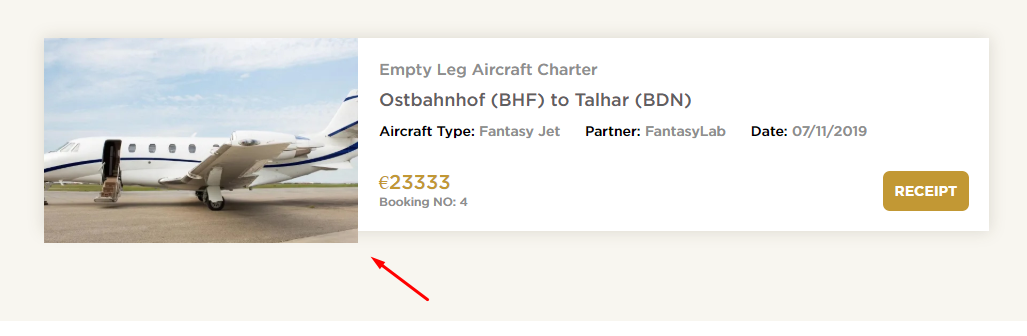 Empty Leg Aircraft Charter
Ostbahnhof (BHF) to Talhar (BDN)
Aircraft Type: Fantasy Jet Partner: FantasyLab Date: 07/11/2019
€23333
Booking NO: 4
RECEIPT